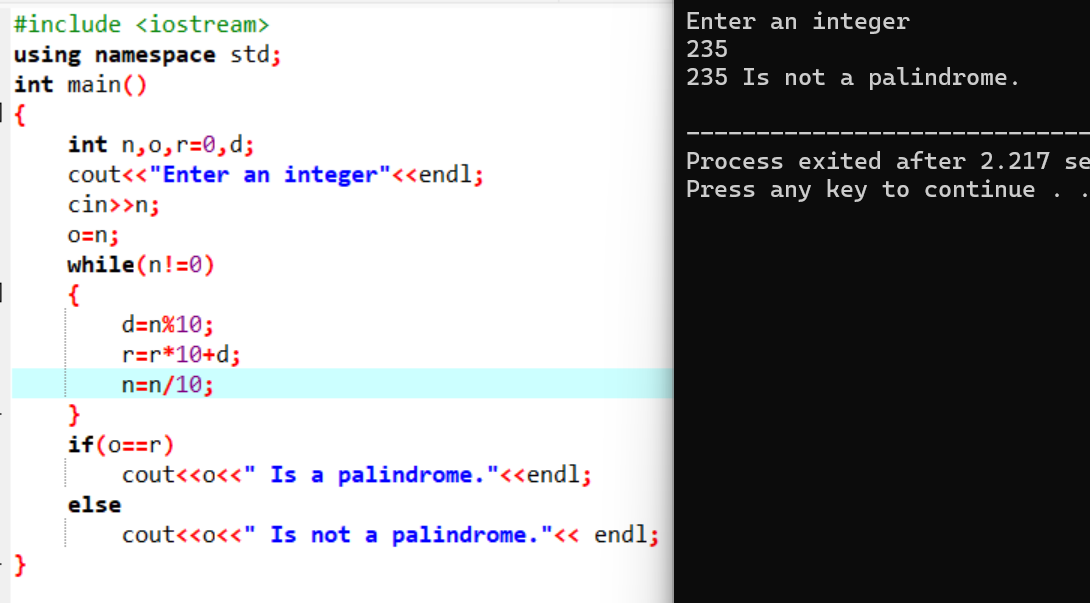 #include <iostream>
using namespace std;
int main()
{
    int n,o,r=0,d;
    cout<<"Enter an integer"<<endl;
    cin>>n;
    o=n;
    while(n!=0)
    {
        d=n%10;
        r=r*10+d;
        n=n/10;
    }
    if(o==r)
        cout<<o<<" Is a palindrome."<<endl;
    else
        cout<<o<<" Is not a palindrome."<< endl;
}
Enter an integer
235
235 Is not a palindrome.
--------------------------------
Process exited after 2.217 se
Press any key to continue . .